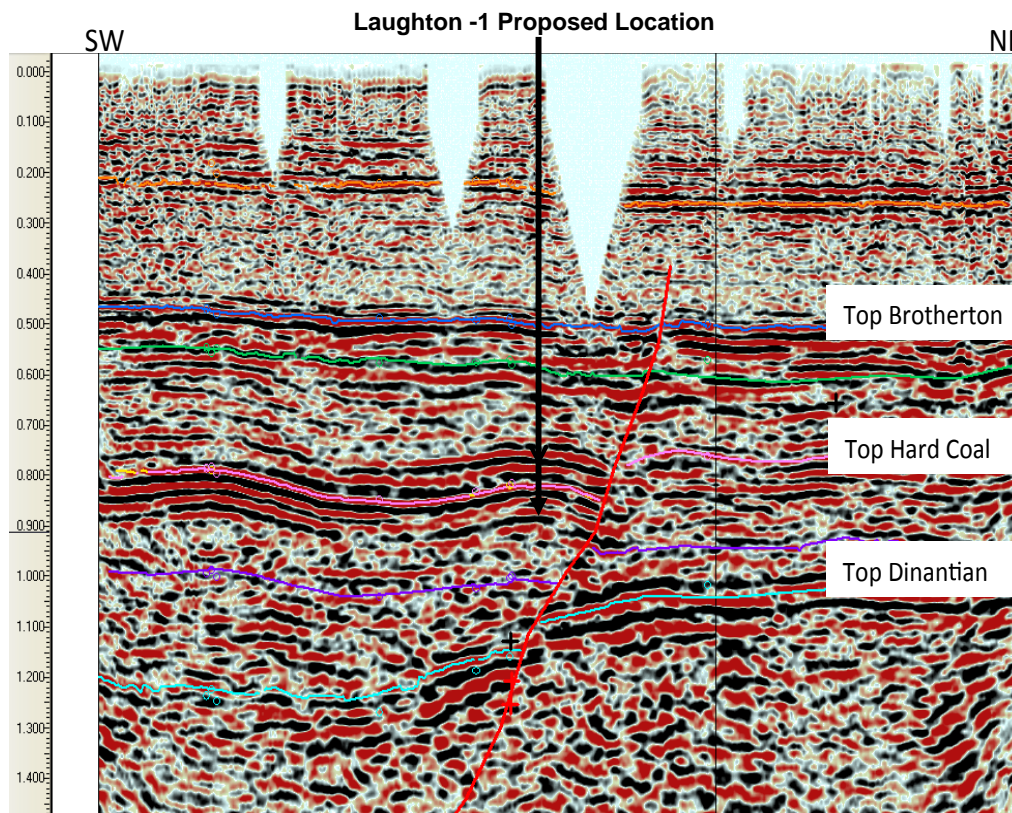 Laughton -1 Proposed Location
SW
NE
0.000
0.100
0.200
0.300
0.400
0.500
0.600
0.700
0.800
0.900
1.000
1.100
1.200
1.300
1.400
Top Brotherton
Top Hard Coal
Top Dinantian